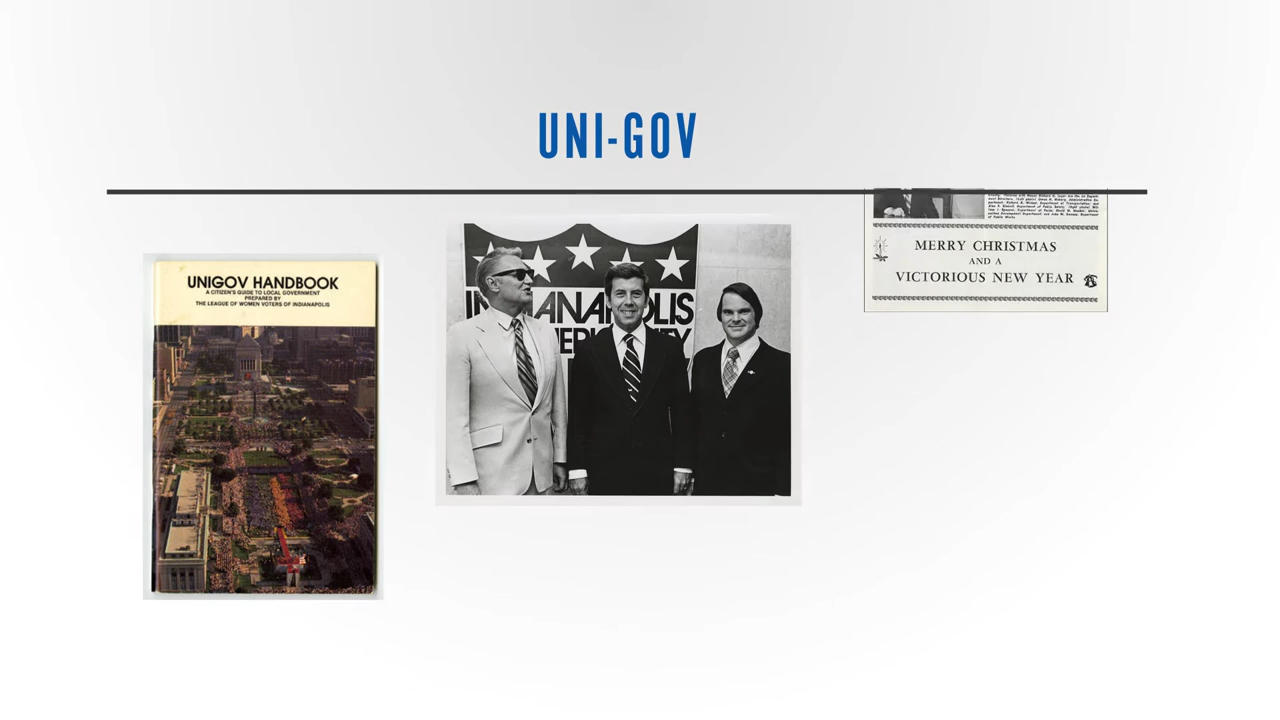 UNI-GOV
UNIGOV HANDBOOK
A CITIZEN'S GUIDE TO LOCAL GOVERNMENT
PREPARED BY
THE LEAGUE OF WOMEN VOTERS OF INDIANAPOLIS
INDIANAPOLIS
MERRY CHRISTMAS
AND A
VICTORIOUS NEW YEAR